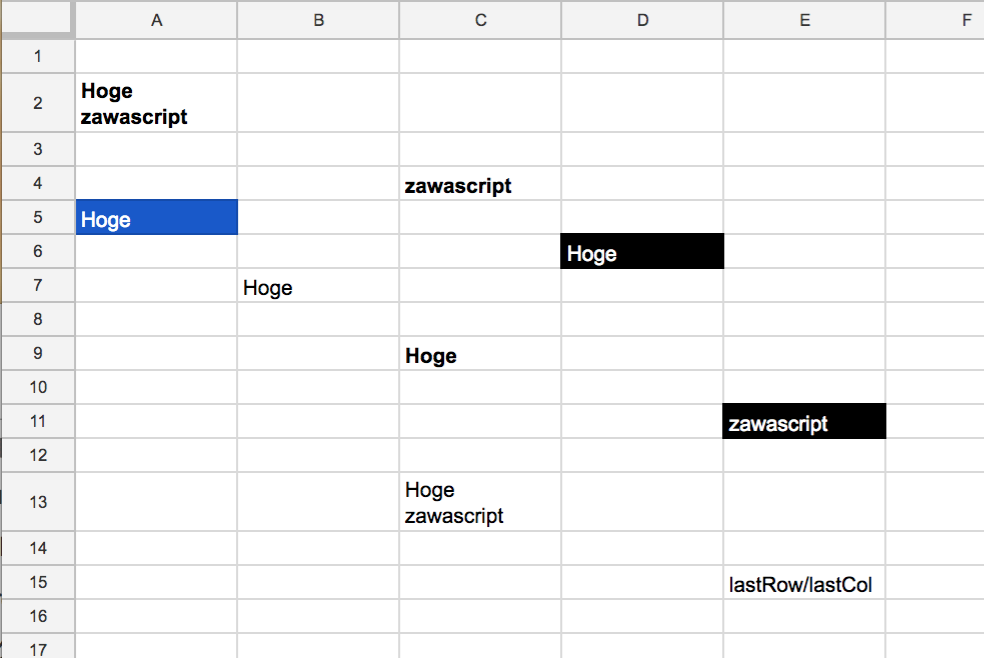 A B C D E F
1
2 Hoge
zawascript
3
4 zawascript
5 Hoge
6 Hoge
7 Hoge
8
9 Hoge
10
11 zawascript
12
13 Hoge
zawascript
14
15 lastRow/lastCol
16
17